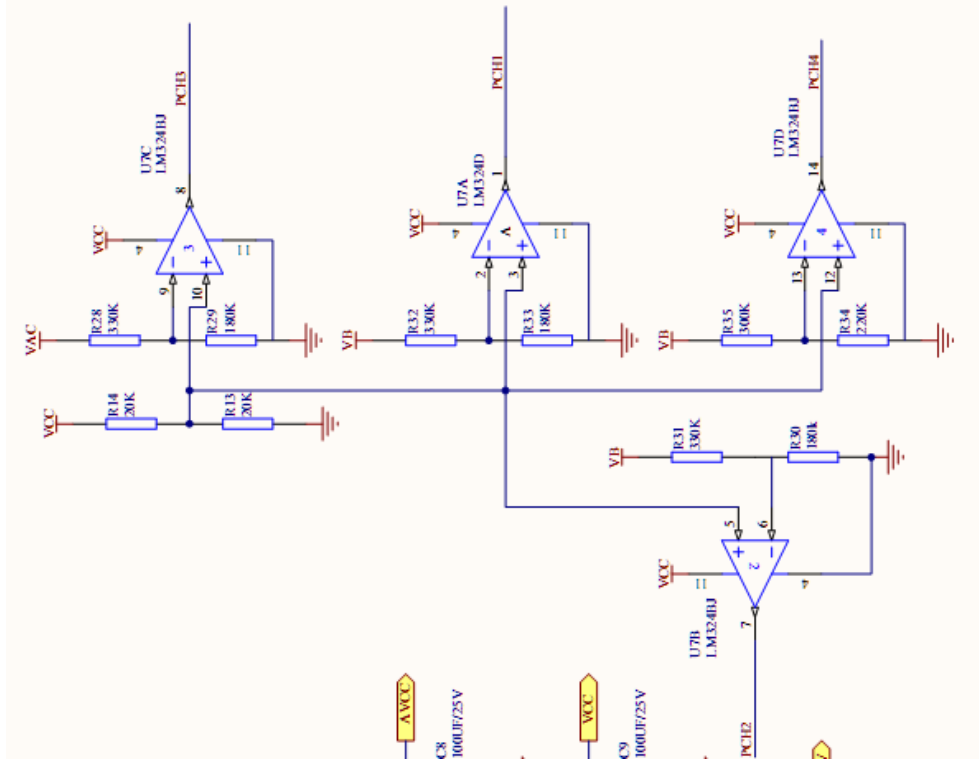 PCH3
PCH1
PCH4
U7C
LM324BJ
U7A
LM324D
U7D
LM324BJ
8
1
14
VCC
4
3
11
VCC
4
A
11
VCC
4
4
11
9
10
2
3
13
12
VAC
R28
330K
R29
180K
VB
R32
330K
R33
180K
VB
R35
300K
R34
220K
VCC
R14
20K
R13
20K
VB
R31
330K
R30
180k
5
6
VCC
11
2
4
U7B
LM324BJ
7
PCH2
AVCC
C8
100UF/25V
VCC
C9
100UF/25V